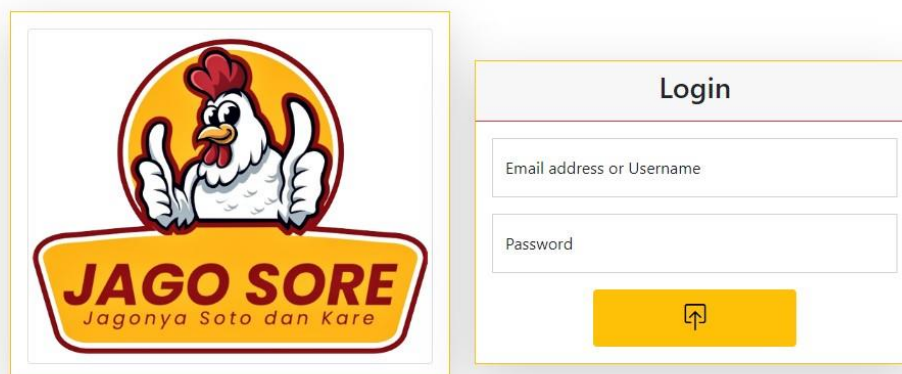 JAGO SORE
Jagonya Soto dan Kare
Login
Email address or Username
Password